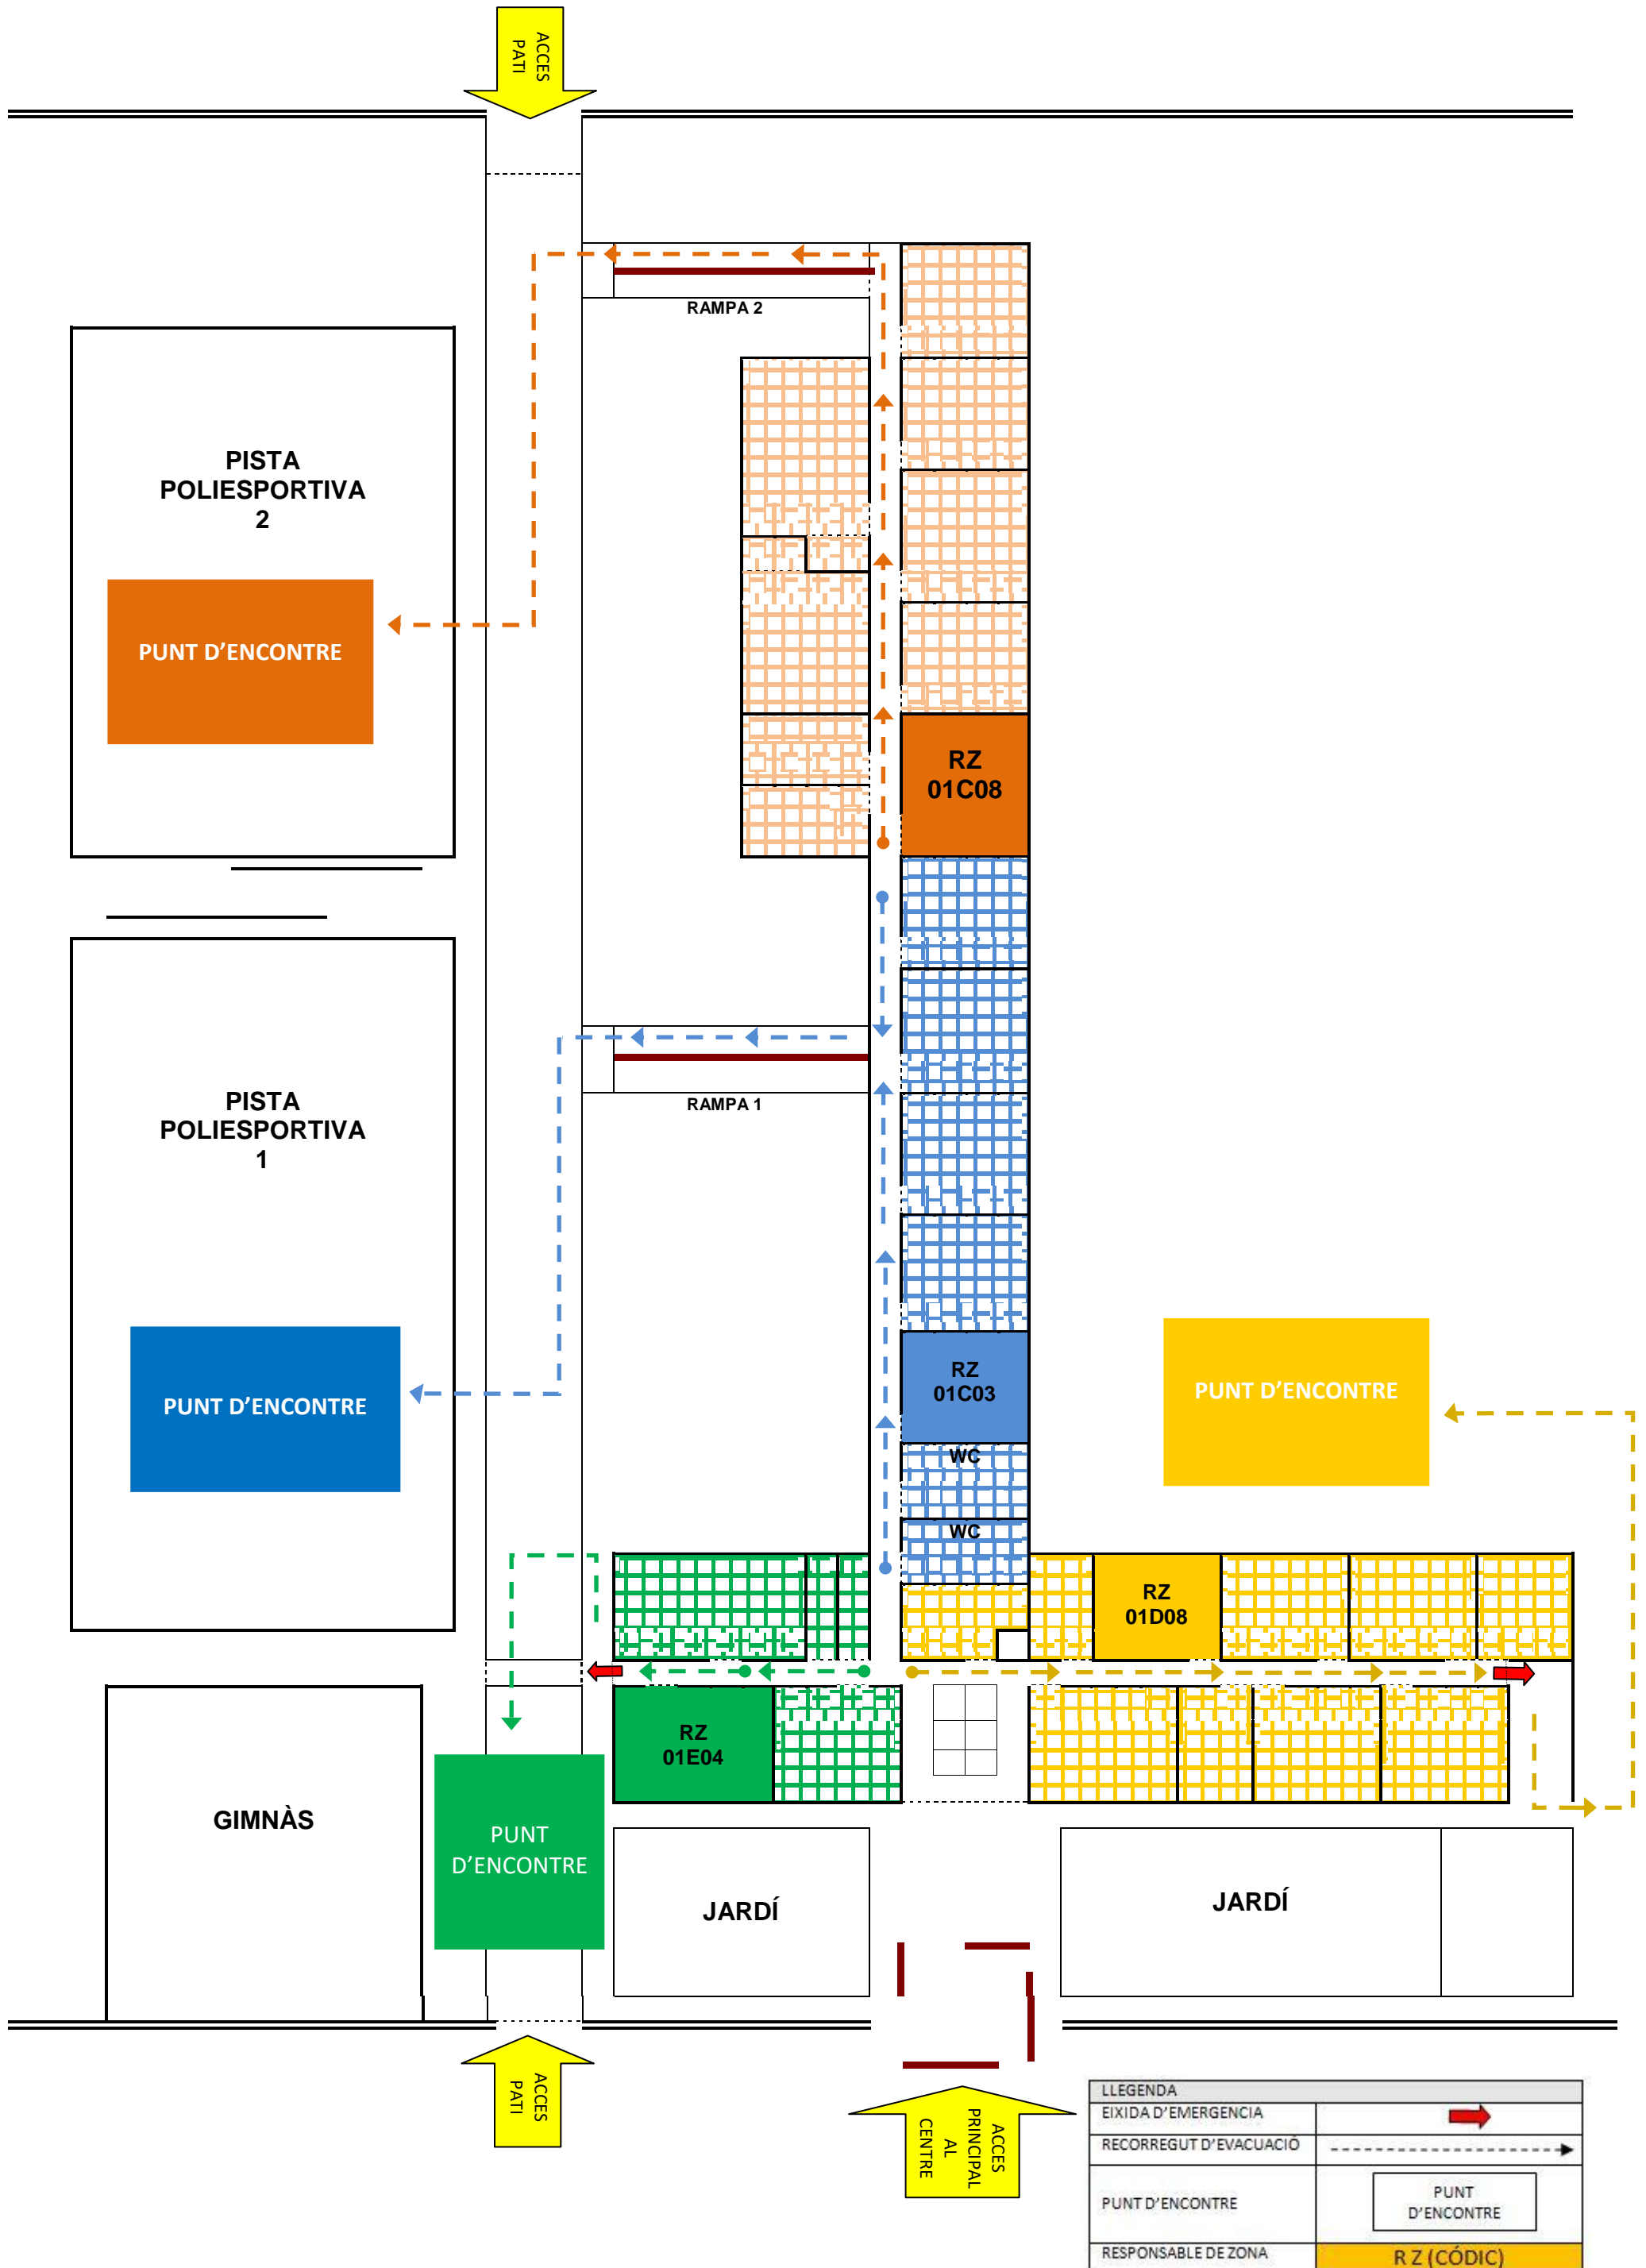 ACCES
PATI
RAMPA 2
PISTA
POLIESPORTIVA
2
PUNT D'ENCONTRE
RZ
01C08
PISTA
POLIESPORTIVA
1
RAMPA 1
PUNT D'ENCONTRE
RZ
01C03
PUNT D'ENCONTRE
WC
WC
RZ
01D08
RZ
01E04
GIMNÀS
PUNT
D'ENCONTRE
JARDÍ
JARDÍ
ACCES
PATI
ACCES
PRINCIPAL
AL
CENTRE
LLEGENDA
EIXIDA D'EMERGENCIA
RECORREGUT D'EVACUACIÓ
PUNT D'ENCONTRE
PUNT
D'ENCONTRE
RESPONSABLE DE ZONA
R Z (CÓDIC)